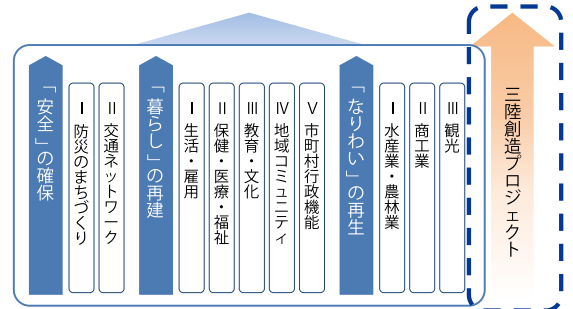 「安全」の確保
Ⅰ 防災のまちづくり
Ⅱ 交通ネットワーク
「暮らし」の再建
Ⅰ 生活・雇用
Ⅱ 保健・医療・福祉
Ⅲ 教育・文化
Ⅳ 地域コミュニティ
Ⅴ 市町村行政機能
「なりわい」の再生
Ⅰ 水産業・農林業
Ⅱ 商工業
Ⅲ 観光
三陸創造プロジェクト